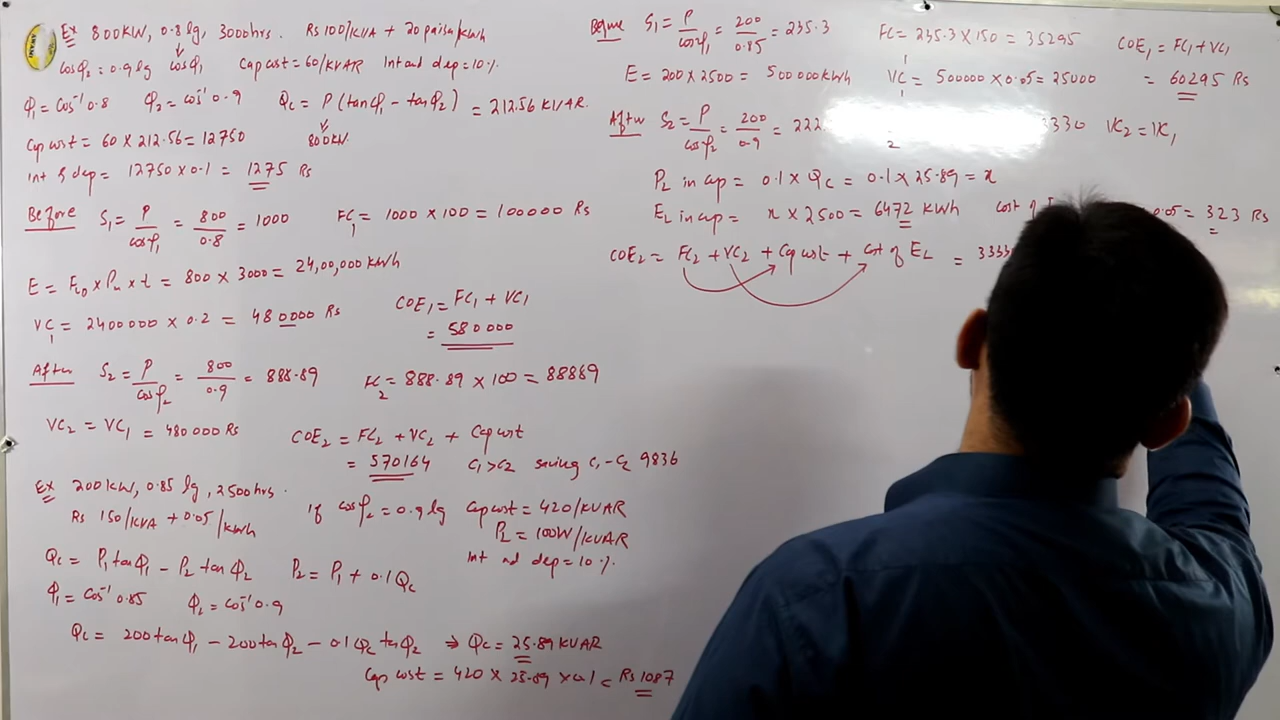 Ex 800KW, 0.8 lg, 3000hrs. Rs 100/KVA + 20 paisa/kwh
cosφ₂ = 0.9 lg cosφ₁ Cap cost = 60/KVAR Int and dep = 10%
φ₁ = cos⁻¹ 0.8 φ₂ = cos⁻¹ 0.9 Qc = P (tanφ₁ - tanφ₂) = 212.56 KVAR.
800KW.
Cap cost = 60 × 212.56 = 12750
int & dep = 12750 × 0.1 = 1275 Rs
Before S₁ = P/cosφ₁ = 800/0.8 = 1000 FC₁ = 1000 × 100 = 100000 Rs
E = FLD × Pm × t = 800 × 3000 = 24,00,000 kwh
VC₁ = 2400000 × 0.2 = 480000 Rs
COE₁ = FC₁ + VC₁
= 580000
After S₂ = P/cosφ₂ = 800/0.9 = 888.89 FC₂ = 888.89 × 100 = 88889
VC₂ = VC₁ = 480000 Rs
COE₂ = FC₂ + VC₂ + Cap cost
= 570164 C₁ > C₂ saving C₁ - C₂ 9836
Ex 200KW, 0.85 lg, 2500hrs.
Rs 150/KVA + 0.05/kwh
If cosφ₂ = 0.9 lg Cap cost = 420/KVAR
PL = 100W/KVAR
Int ad dep = 10%.
Qc = P₁ tanφ₁ - P₂ tanφ₂ P₂ = P₁ + 0.1Qc
φ₁ = cos⁻¹ 0.85 φ₂ = cos⁻¹ 0.9
Qc = 200 tanφ₁ - 200 tanφ₂ - 0.1 Qc tanφ₂ ⇒ Qc = 25.89 KVAR
Cap cost = 420 × 25.89 × 0.1 = Rs 1087
Before S₁ = P/cosφ₁ = 200/0.85 = 235.3 FC₁ = 235.3 × 150 = 35295 COE₁ = FC₁ + VC₁
E = 200 × 2500 = 500000 kwh VC₁ = 500000 × 0.05 = 25000 = 60295 Rs
After S₂ = P/cosφ₂ = 200/0.9 = 222. 2 3330 VC₂ = VC₁
PL in cap = 0.1 × Qc = 0.1 × 25.89 = x
EL in cap = x × 2500 = 6472 KWh cost of 0.05 = 323 Rs
COE₂ = FC₂ + VC₂ + Cap cost + Cost of EL = 3333